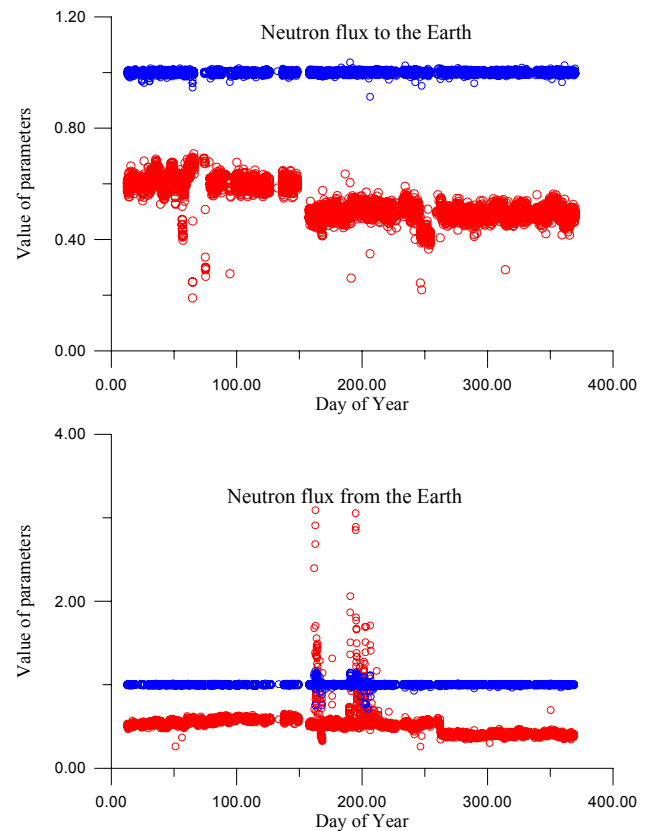 1.20
Neutron flux to the Earth
0.80
Value of parameters
0.40
0.00
0.00 100.00 200.00 300.00 400.00
Day of Year
4.00
Neutron flux from the Earth
Value of parameters
2.00
0.00
0.00 100.00 200.00 300.00 400.00
Day of Year